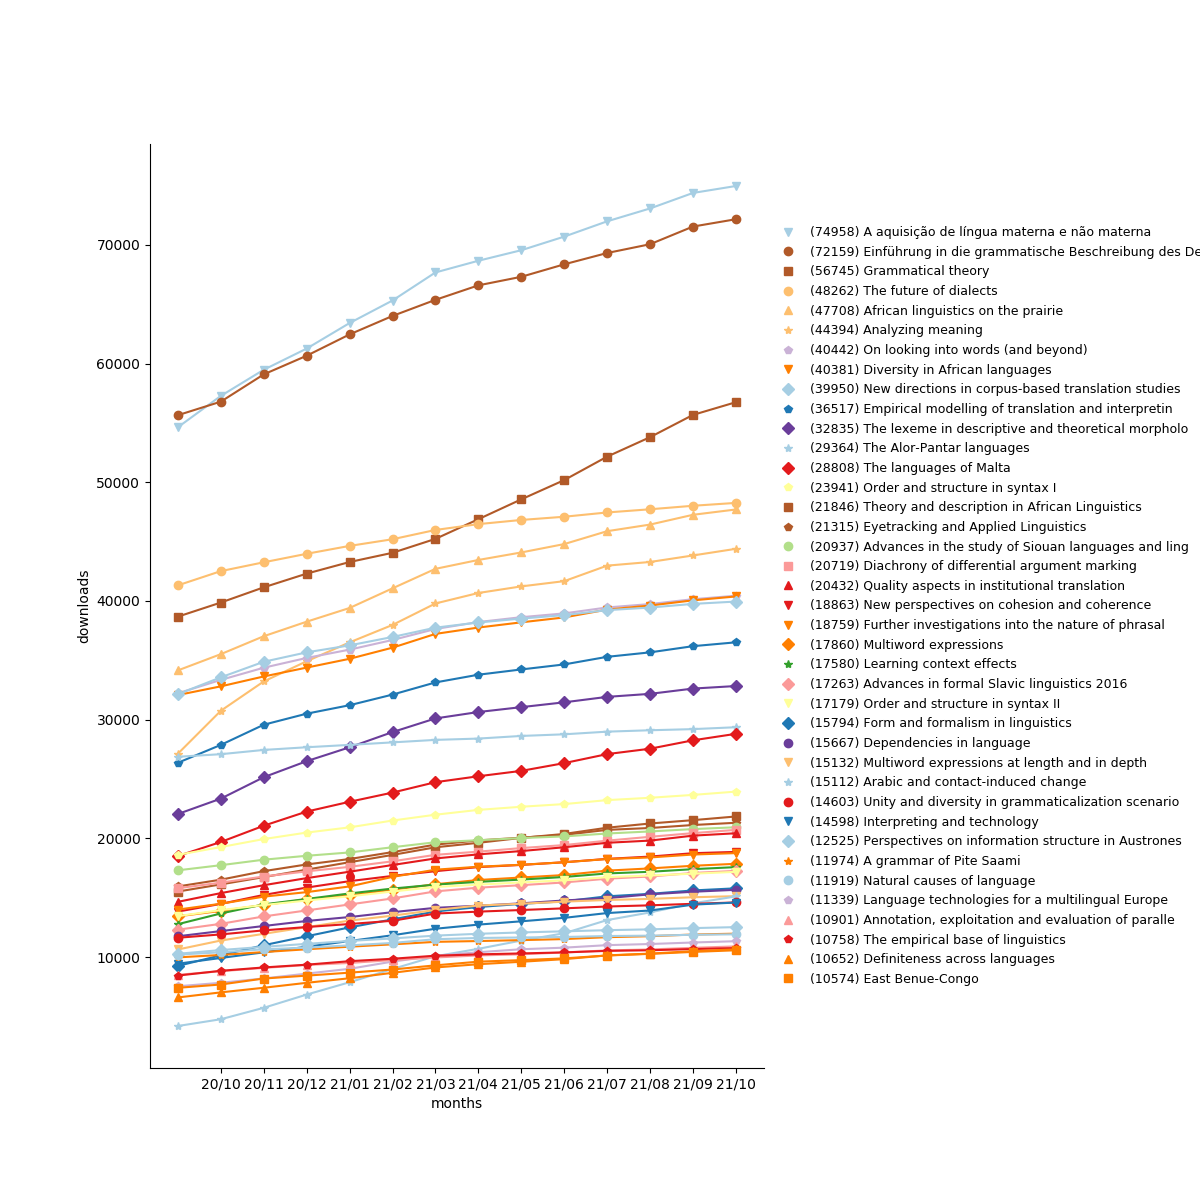 downloads
70000
60000
50000
40000
30000
20000
10000
20/10 20/11 20/12 21/01 21/02 21/03 21/04 21/05 21/06 21/07 21/08 21/09 21/10
months
(74958) A aquisição de língua materna e não materna
(72159) Einführung in die grammatische Beschreibung des De
(56745) Grammatical theory
(48262) The future of dialects
(47708) African linguistics on the prairie
(44394) Analyzing meaning
(40442) On looking into words (and beyond)
(40381) Diversity in African languages
(39950) New directions in corpus-based translation studies
(36517) Empirical modelling of translation and interpretin
(32835) The lexeme in descriptive and theoretical morpholo
(29364) The Alor-Pantar languages
(28808) The languages of Malta
(23941) Order and structure in syntax I
(21846) Theory and description in African Linguistics
(21315) Eyetracking and Applied Linguistics
(20937) Advances in the study of Siouan languages and ling
(20719) Diachrony of differential argument marking
(20432) Quality aspects in institutional translation
(18863) New perspectives on cohesion and coherence
(18759) Further investigations into the nature of phrasal
(17860) Multiword expressions
(17580) Learning context effects
(17263) Advances in formal Slavic linguistics 2016
(17179) Order and structure in syntax II
(15794) Form and formalism in linguistics
(15667) Dependencies in language
(15132) Multiword expressions at length and in depth
(15112) Arabic and contact-induced change
(14603) Unity and diversity in grammaticalization scenario
(14598) Interpreting and technology
(12525) Perspectives on information structure in Austrones
(11974) A grammar of Pite Saami
(11919) Natural causes of language
(11339) Language technologies for a multilingual Europe
(10901) Annotation, exploitation and evaluation of paralle
(10758) The empirical base of linguistics
(10652) Definiteness across languages
(10574) East Benue-Congo